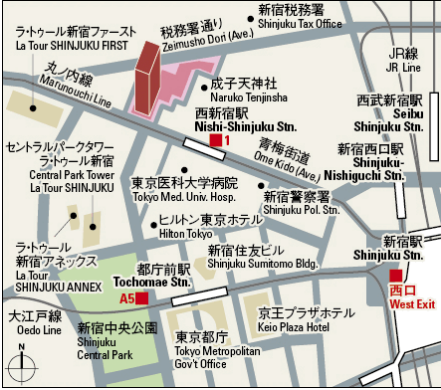 新宿税務署
Shinjuku Tax Office
税務署通り
Zeimusho Dori (Ave.)
ラ・トゥール新宿ファースト
La Tour SHINJUKU FIRST
丸ノ内線
Marunouchi Line
JR線
JR Line
成子天神社
Naruko Tenjinsha
西新宿駅
Nishi-Shinjuku Stn.
1
西武新宿駅
Seibu
Shinjuku Stn.
青梅街道
Ome Kido (Ave.)
新宿西口駅
Shinjuku-
Nishiguchi Stri.
セントラルパークタワー
ラ・トゥール新宿
Central Park Tower
La Tour SHINJUKU
東京医科大学病院
Tokyo Med. Univ. Hosp.
新宿警察署
Shinjuku Pol. Stn.
ヒルトン東京ホテル
Hilton Tokyo
ラ・トゥール
新宿アネックス
La Tour
SHINJUKU ANNEX
新宿住友ビル
Shinjuku Sumitomo Bldg.
新宿駅
Shinjuku Stn.
都庁前駅
Tochomae Stn.
A5
西口
West Exit
大江戸線
Oedo Line
新宿中央公園
Shinjuku
Central Park
東京都庁
Tokyo Metropolitan
Gov't Office
京王プラザホテル
Keio Plaza Hotel
N